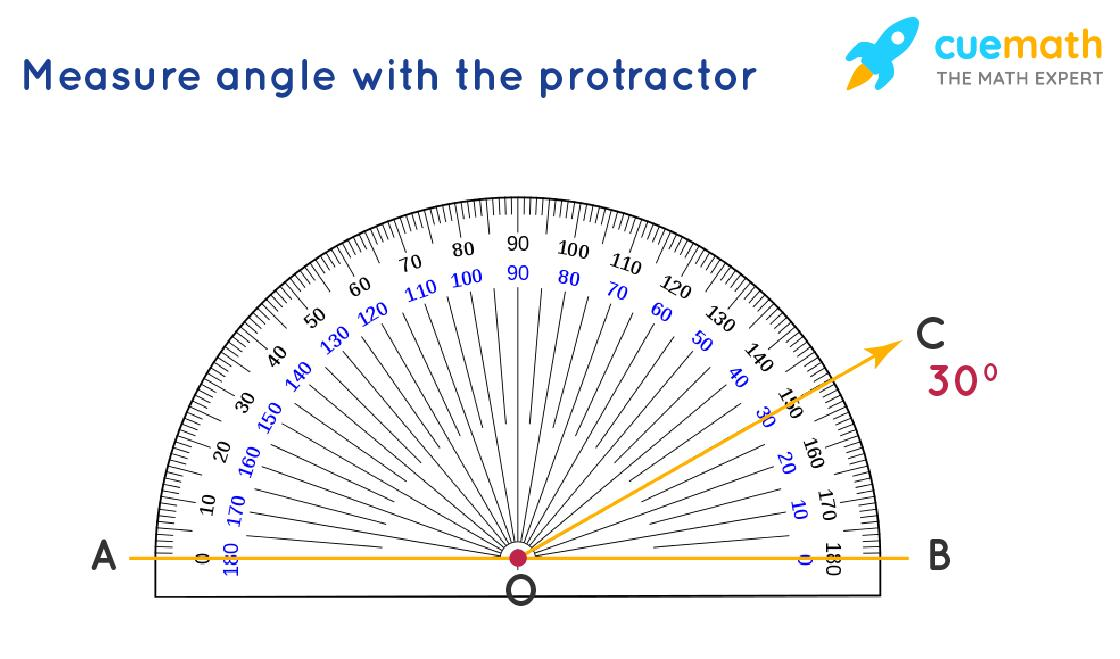 cuemath
THE MATH EXPERT
Measure angle with the protractor
0 10 20 30 40 50 60 70 80 90 100 110 120 130 140 150 160 170 180
180 170 160 150 140 130 120 110 100 90 80 70 60 50 40 30 20 10 0
C
30⁰
A
B
O